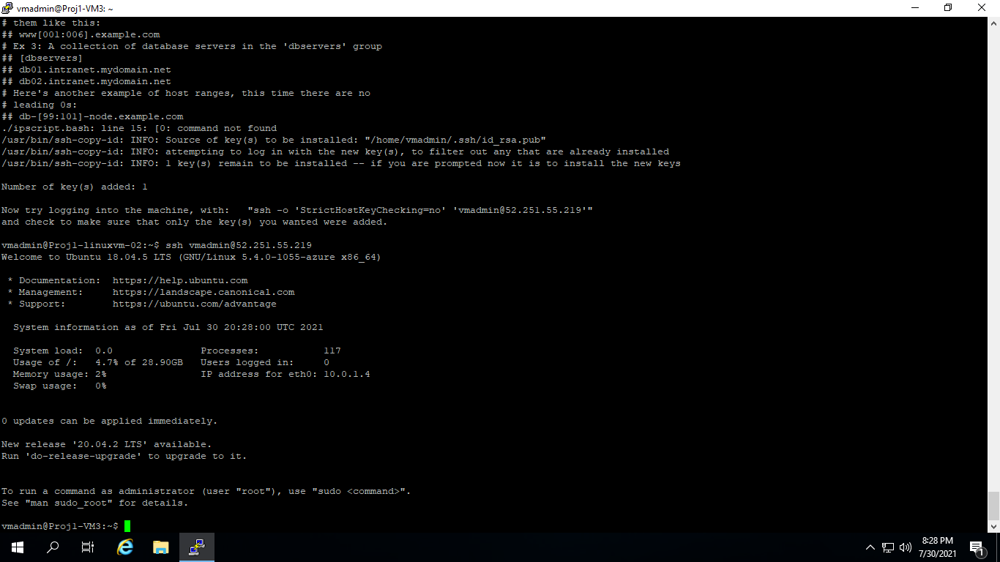 vmadmin@Proj1-VM3: ~
# them like this:
## www[001:006].example.com
# Ex 3: A collection of database servers in the 'dbservers' group
## [dbservers]
## db01.intranet.mydomain.net
## db02.intranet.mydomain.net
# Here's another example of host ranges, this time there are no
# leading 0s:
## db-[99:101]-node.example.com
./ipscript.bash: line 15: [0: command not found
/usr/bin/ssh-copy-id: INFO: Source of key(s) to be installed: "/home/vmadmin/.ssh/id_rsa.pub"
/usr/bin/ssh-copy-id: INFO: attempting to log in with the new key(s), to filter out any that are already installed
/usr/bin/ssh-copy-id: INFO: 1 key(s) remain to be installed -- if you are prompted now it is to install the new keys
Number of key(s) added: 1
Now try logging into the machine, with:   "ssh -o 'StrictHostKeyChecking=no' 'vmadmin@52.251.55.219'"
and check to make sure that only the key(s) you wanted were added.
vmadmin@Proj1-linuxvm-02:~$ ssh vmadmin@52.251.55.219
Welcome to Ubuntu 18.04.5 LTS (GNU/Linux 5.4.0-1055-azure x86_64)
* Documentation:  https://help.ubuntu.com
* Management:     https://landscape.canonical.com
* Support:        https://ubuntu.com/advantage
System information as of Fri Jul 30 20:28:00 UTC 2021
System load:  0.0               Processes:           117
Usage of /:   4.7% of 28.90GB   Users logged in:     0
Memory usage: 2%                IP address for eth0: 10.0.1.4
Swap usage:   0%
0 updates can be applied immediately.
New release '20.04.2 LTS' available.
Run 'do-release-upgrade' to upgrade to it.
To run a command as administrator (user "root"), use "sudo <command>".
See "man sudo_root" for details.
vmadmin@Proj1-VM3:~$
8:28 PM
7/30/2021
1